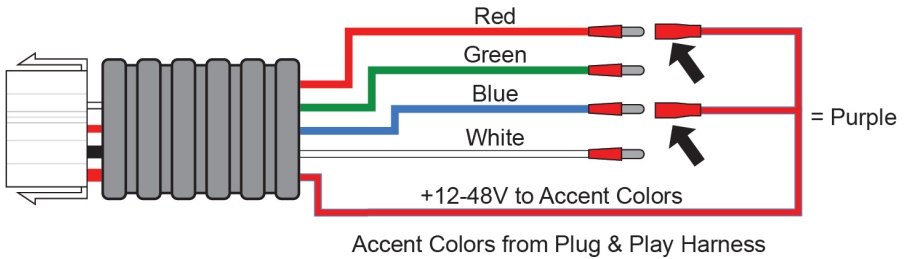 Red
Green
Blue
= Purple
White
+12-48V to Accent Colors
Accent Colors from Plug & Play Harness